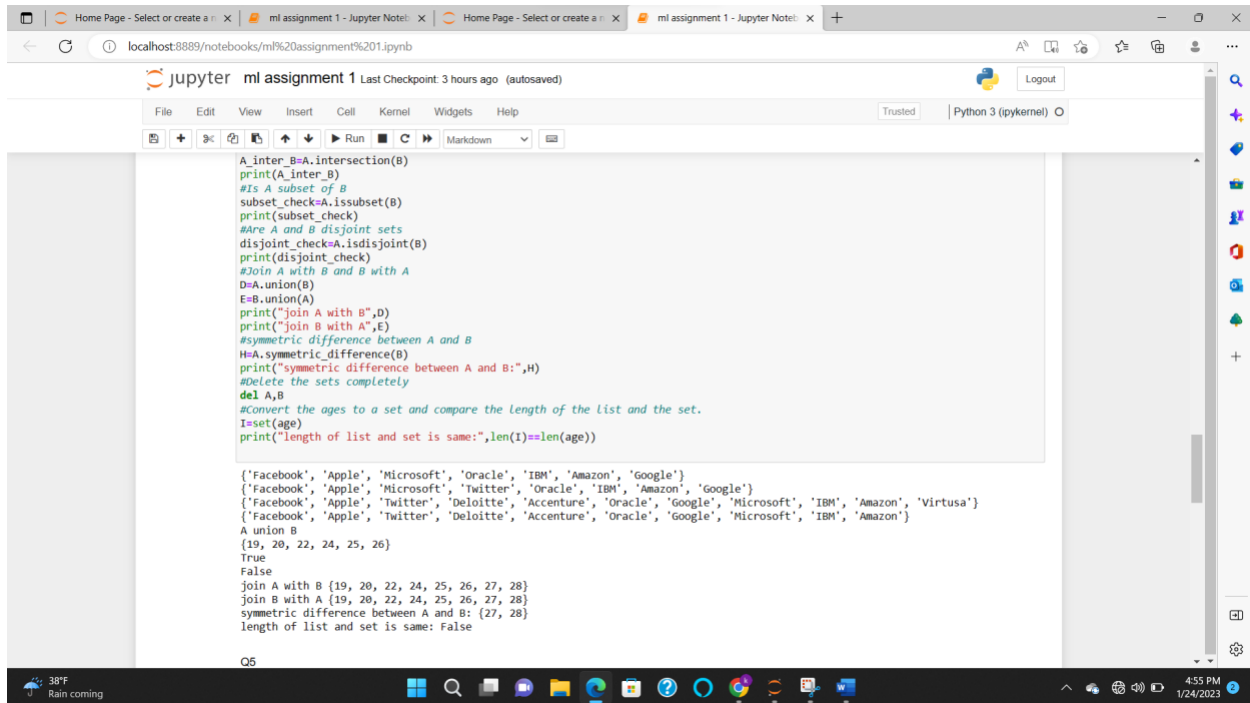 Home Page - Select or create a n
ml assignment 1 - Jupyter Noteb
Home Page - Select or create a n
ml assignment 1 - Jupyter Noteb
localhost:8889/notebooks/ml%20assignment%201.ipynb
jupyter ml assignment 1 Last Checkpoint: 3 hours ago (autosaved)
Logout
File Edit View Insert Cell Kernel Widgets Help
Trusted
Python 3 (ipykernel)
Run
Markdown
A_inter_B=A.intersection(B)
print(A_inter_B)
#Is A subset of B
subset_check=A.issubset(B)
print(subset_check)
#Are A and B disjoint sets
disjoint_check=A.isdisjoint(B)
print(disjoint_check)
#Join A with B and B with A
D=A.union(B)
E=B.union(A)
print("join A with B",D)
print("join B with A",E)
#symmetric difference between A and B
H=A.symmetric_difference(B)
print("symmetric difference between A and B:",H)
#Delete the sets completely
del A,B
#Convert the ages to a set and compare the length of the list and the set.
I=set(age)
print("length of list and set is same:",len(I)==len(age))
{'Facebook', 'Apple', 'Microsoft', 'Oracle', 'IBM', 'Amazon', 'Google'}
{'Facebook', 'Apple', 'Microsoft', 'Twitter', 'Oracle', 'IBM', 'Amazon', 'Google'}
{'Facebook', 'Apple', 'Twitter', 'Deloitte', 'Accenture', 'Oracle', 'Google', 'Microsoft', 'IBM', 'Amazon', 'Virtusa'}
{'Facebook', 'Apple', 'Twitter', 'Deloitte', 'Accenture', 'Oracle', 'Google', 'Microsoft', 'IBM', 'Amazon'}
A union B
{19, 20, 22, 24, 25, 26}
True
False
join A with B {19, 20, 22, 24, 25, 26, 27, 28}
join B with A {19, 20, 22, 24, 25, 26, 27, 28}
symmetric difference between A and B: {27, 28}
length of list and set is same: False
Q5
38°F
Rain coming
4:55 PM
1/24/2023
2